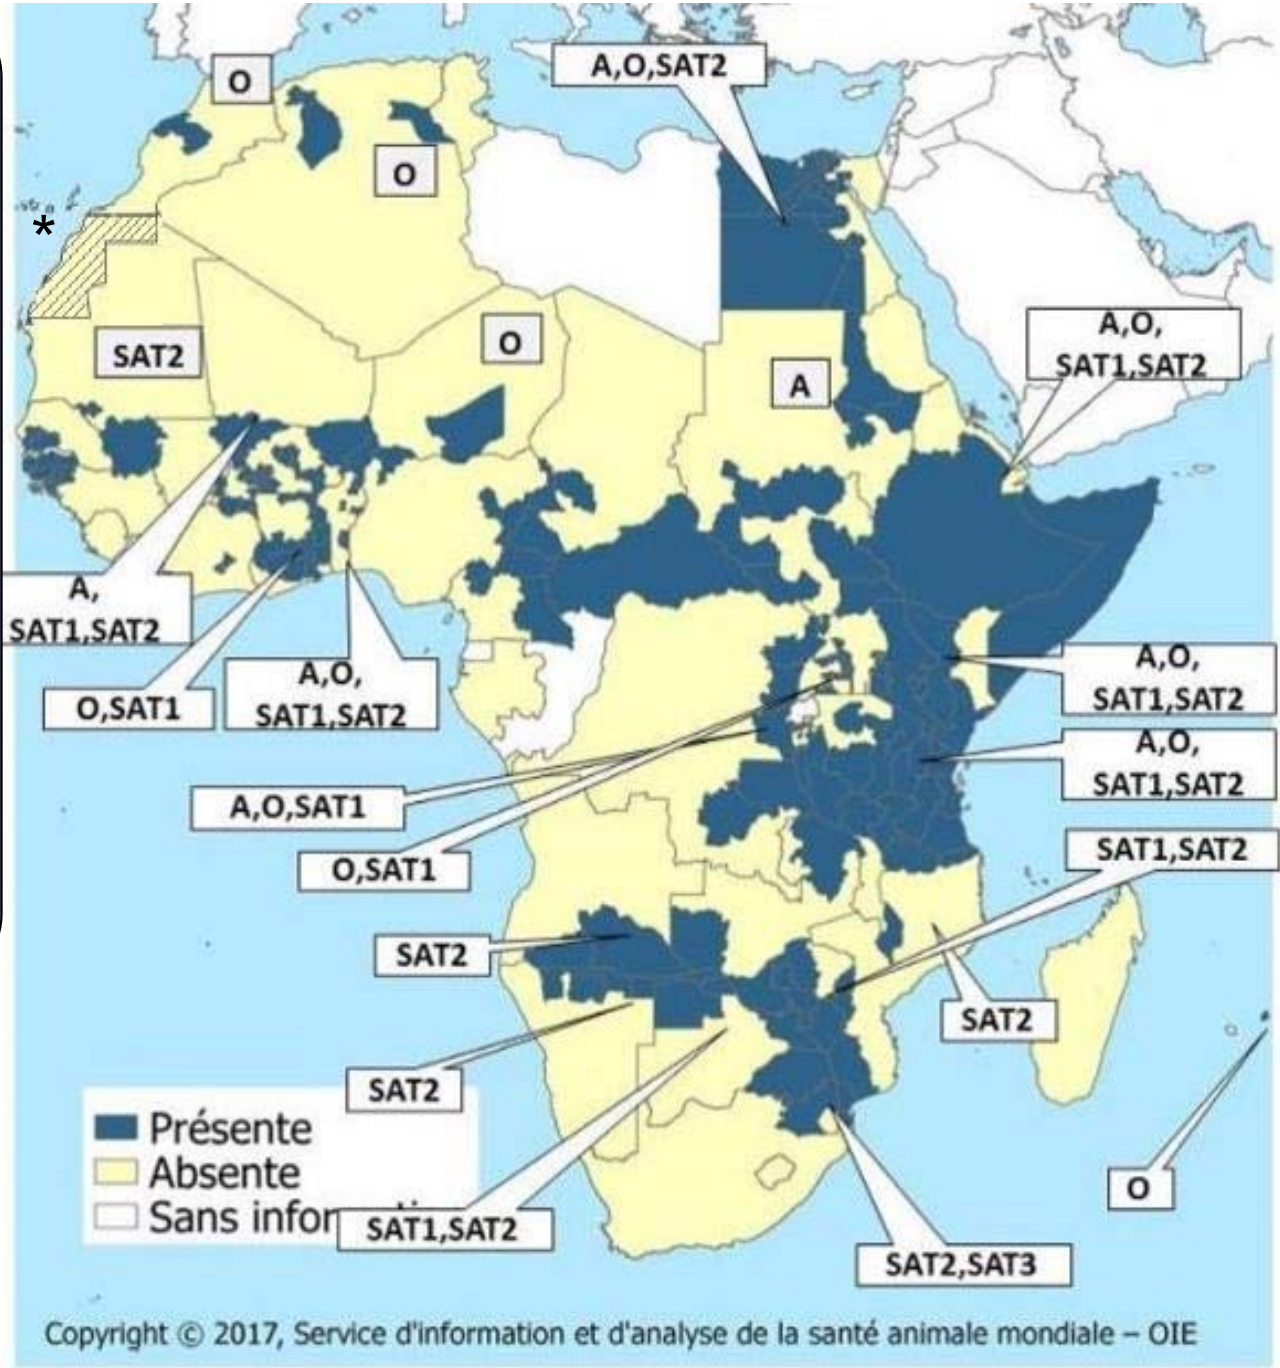 O
A,O,SAT2
O
*
A,O,
SAT1,SAT2
SAT2
O
A
A,
SAT1,SAT2
A,O,
SAT1,SAT2
O,SAT1
A,O,
SAT1,SAT2
A,O,
SAT1,SAT2
A,O,SAT1
O,SAT1
SAT1,SAT2
SAT2
SAT2
SAT2
Présente
Absente
Sans infor
SAT1,SAT2
O
SAT2,SAT3
Copyright © 2017, Service d'information et d'analyse de la santé animale mondiale – OIE